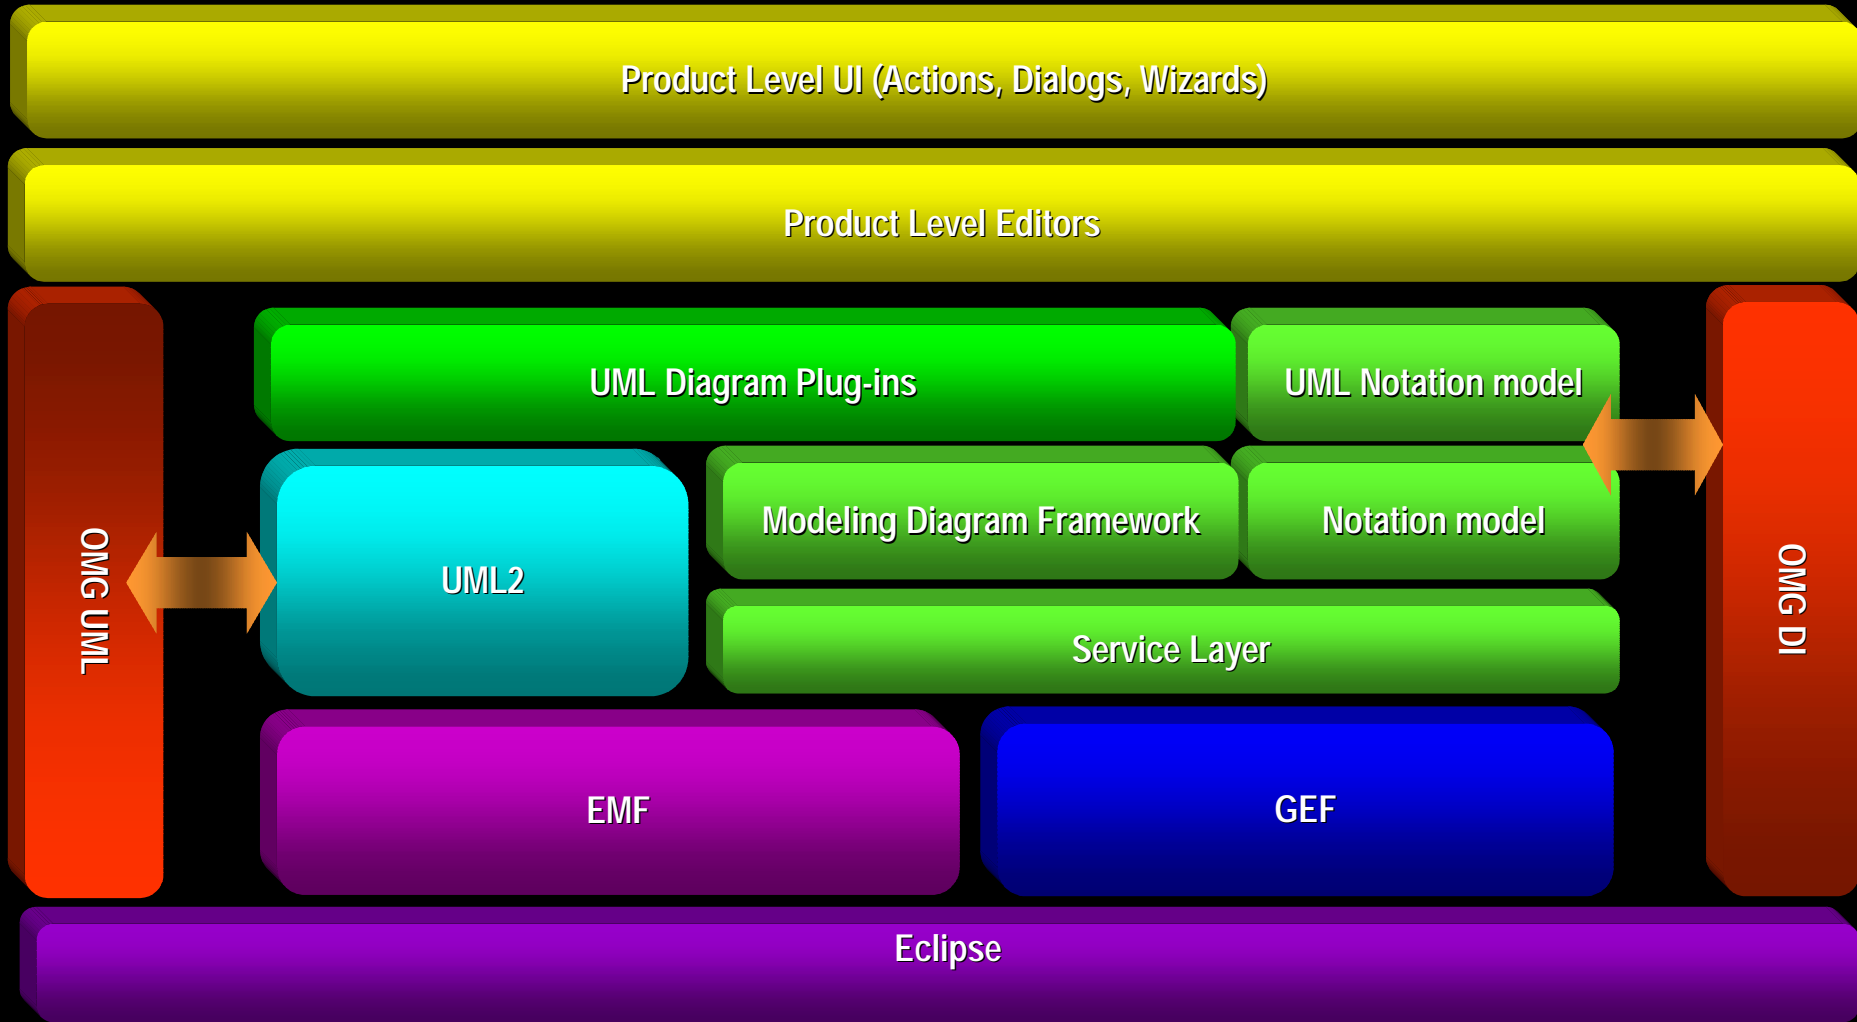 Product Level UI (Actions, Dialogs, Wizards)
Product Level Editors
UML Diagram Plug-ins
UML Notation model
Modeling Diagram Framework
Notation model
OMG UML
UML2
OMG DI
Service Layer
EMF
GEF
Eclipse